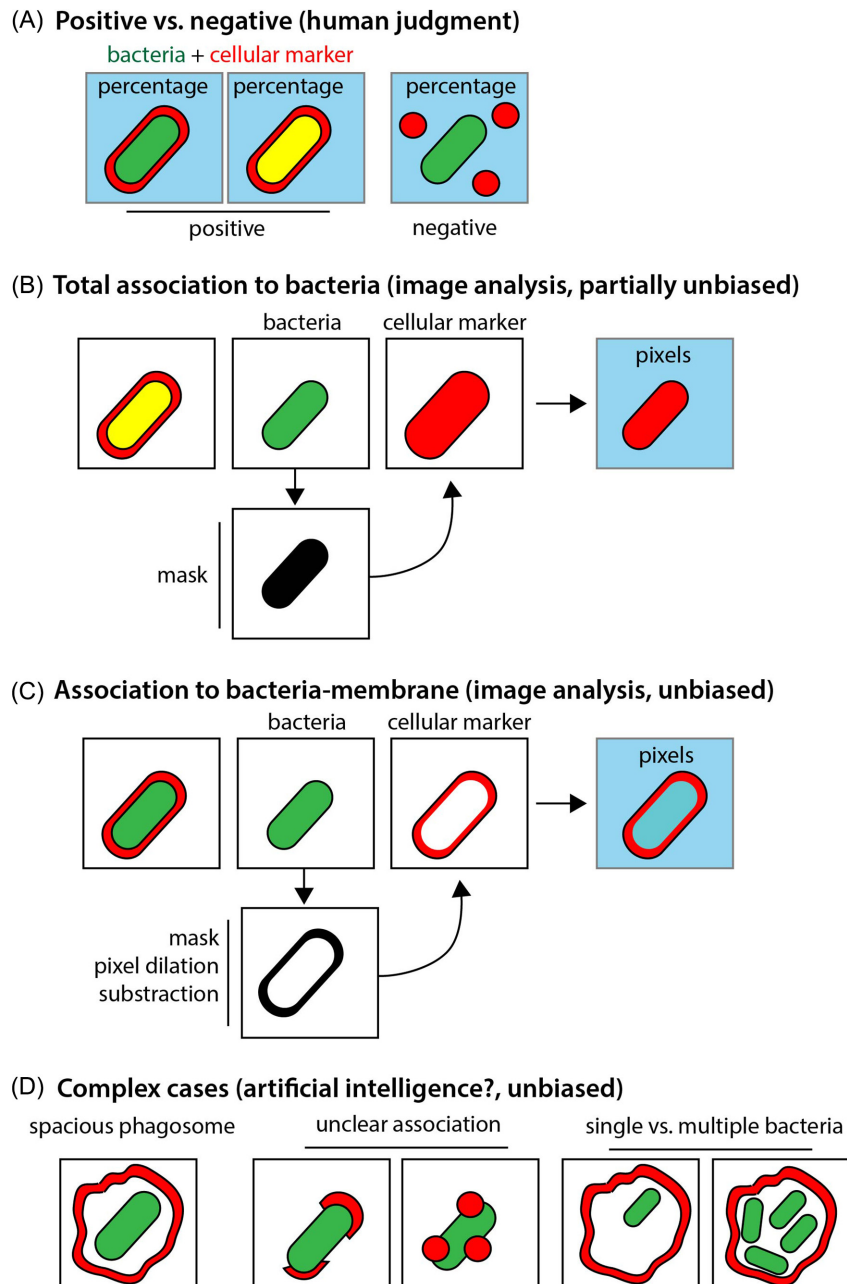 (A) Positive vs. negative (human judgment)
bacteria + cellular marker
percentage percentage percentage
positive negative
(B) Total association to bacteria (image analysis, partially unbiased)
bacteria cellular marker
pixels
mask
(C) Association to bacteria-membrane (image analysis, unbiased)
bacteria cellular marker
pixels
mask
pixel dilation
substraction
(D) Complex cases (artificial intelligence?, unbiased)
spacious phagosome unclear association single vs. multiple bacteria